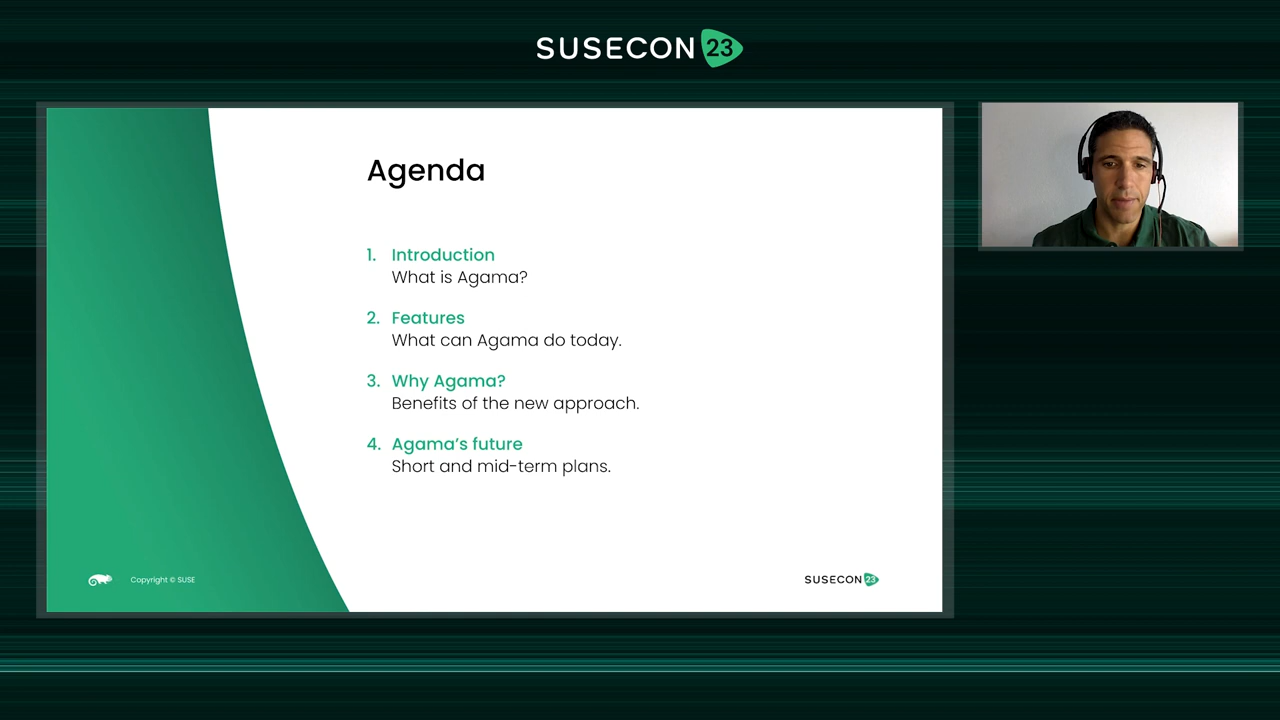 SUSECON 23
Agenda
1. Introduction
What is Agama?
2. Features
What can Agama do today.
3. Why Agama?
Benefits of the new approach.
4. Agama's future
Short and mid-term plans.
Copyright © SUSE
SUSECON 23